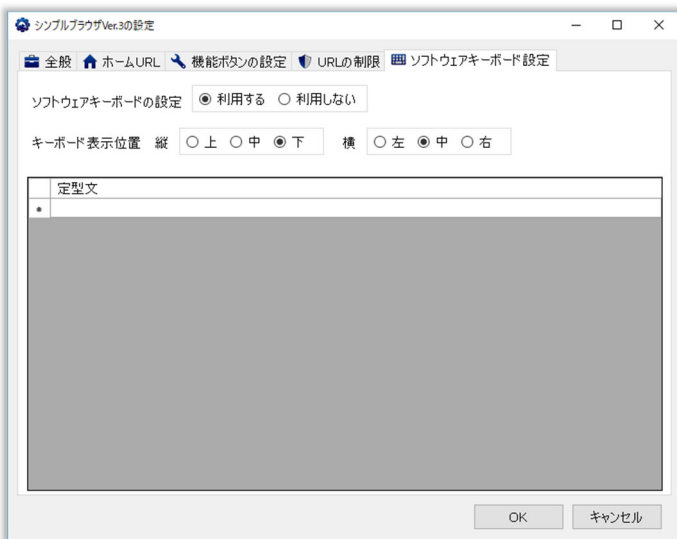 シンプルブラウザVer.3の設定
全般 ホームURL 機能ボタンの設定 URLの制限 ソフトウェアキーボード設定
ソフトウェアキーボードの設定 利用する 利用しない
キーボード表示位置 縦 上 中 下 横 左 中 右
定型文
*
OK キャンセル